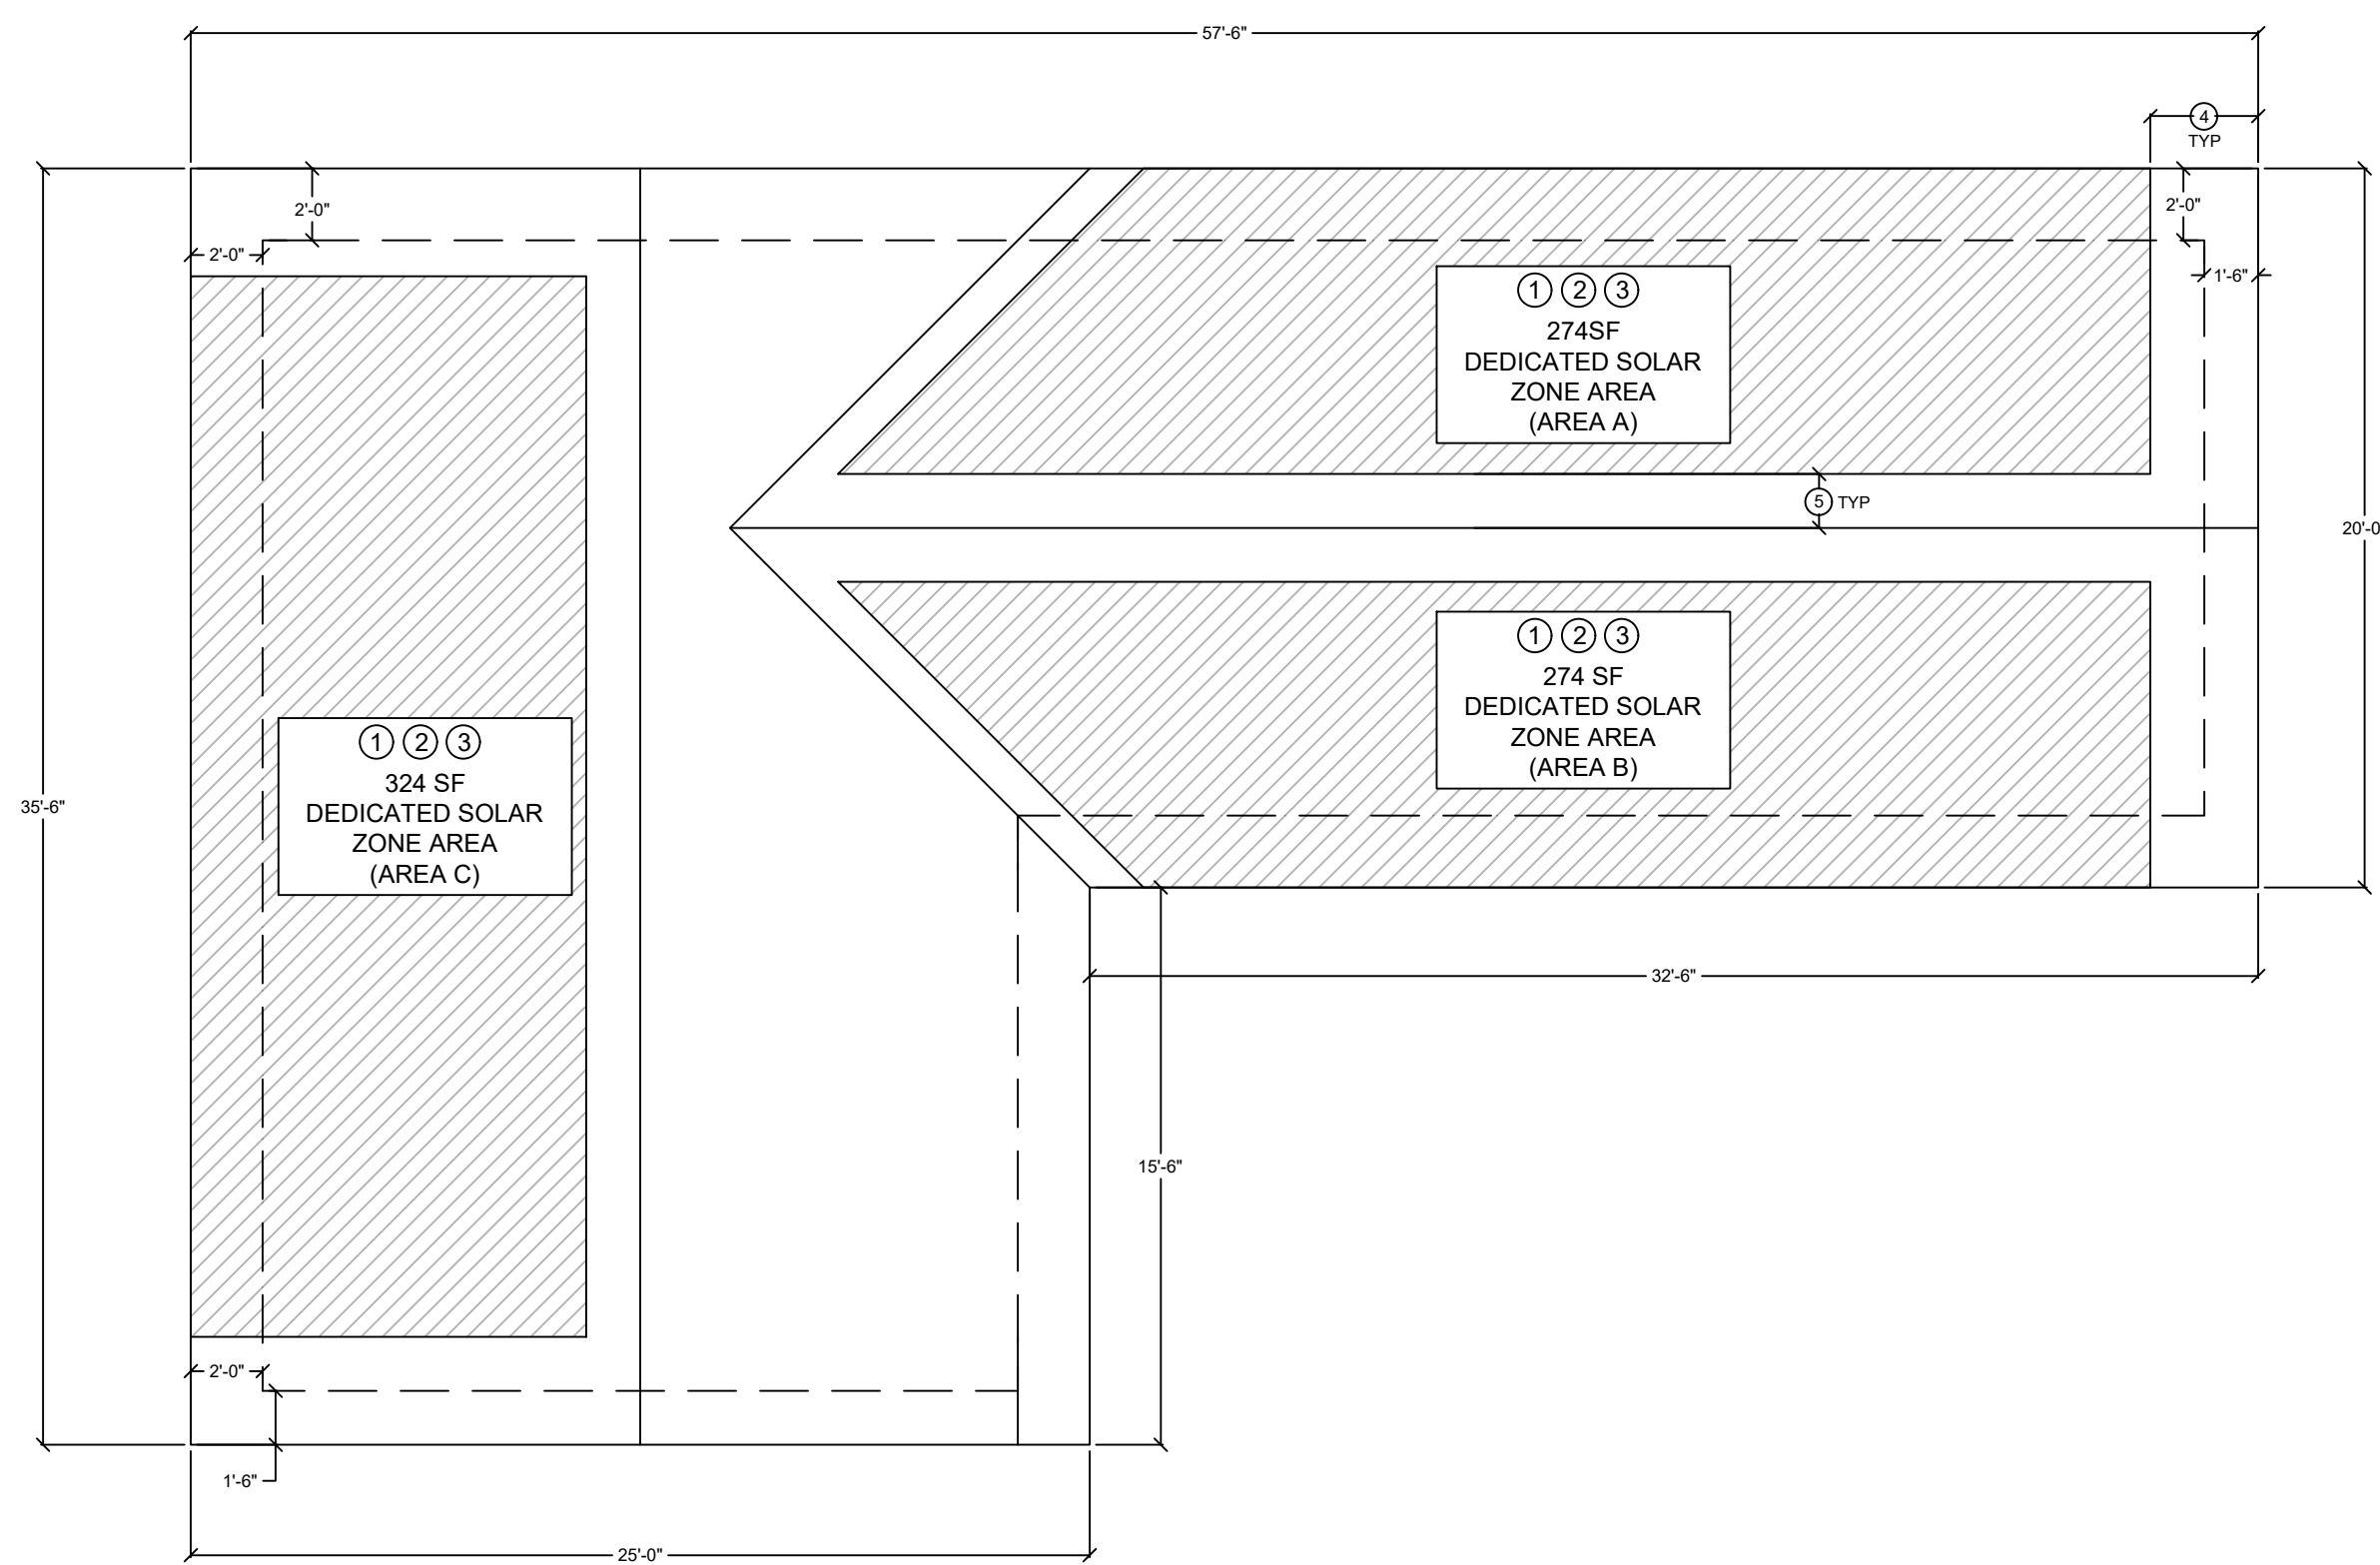 57'-6"
4
TYP
2'-0"
2'-0"
2'-0"
1'-6"
1 2 3
274SF
DEDICATED SOLAR
ZONE AREA
(AREA A)
5 TYP
20'-0
1 2 3
274 SF
DEDICATED SOLAR
ZONE AREA
(AREA B)
1 2 3
324 SF
DEDICATED SOLAR
ZONE AREA
(AREA C)
35'-6"
32'-6"
15'-6"
2'-0"
1'-6"
25'-0"